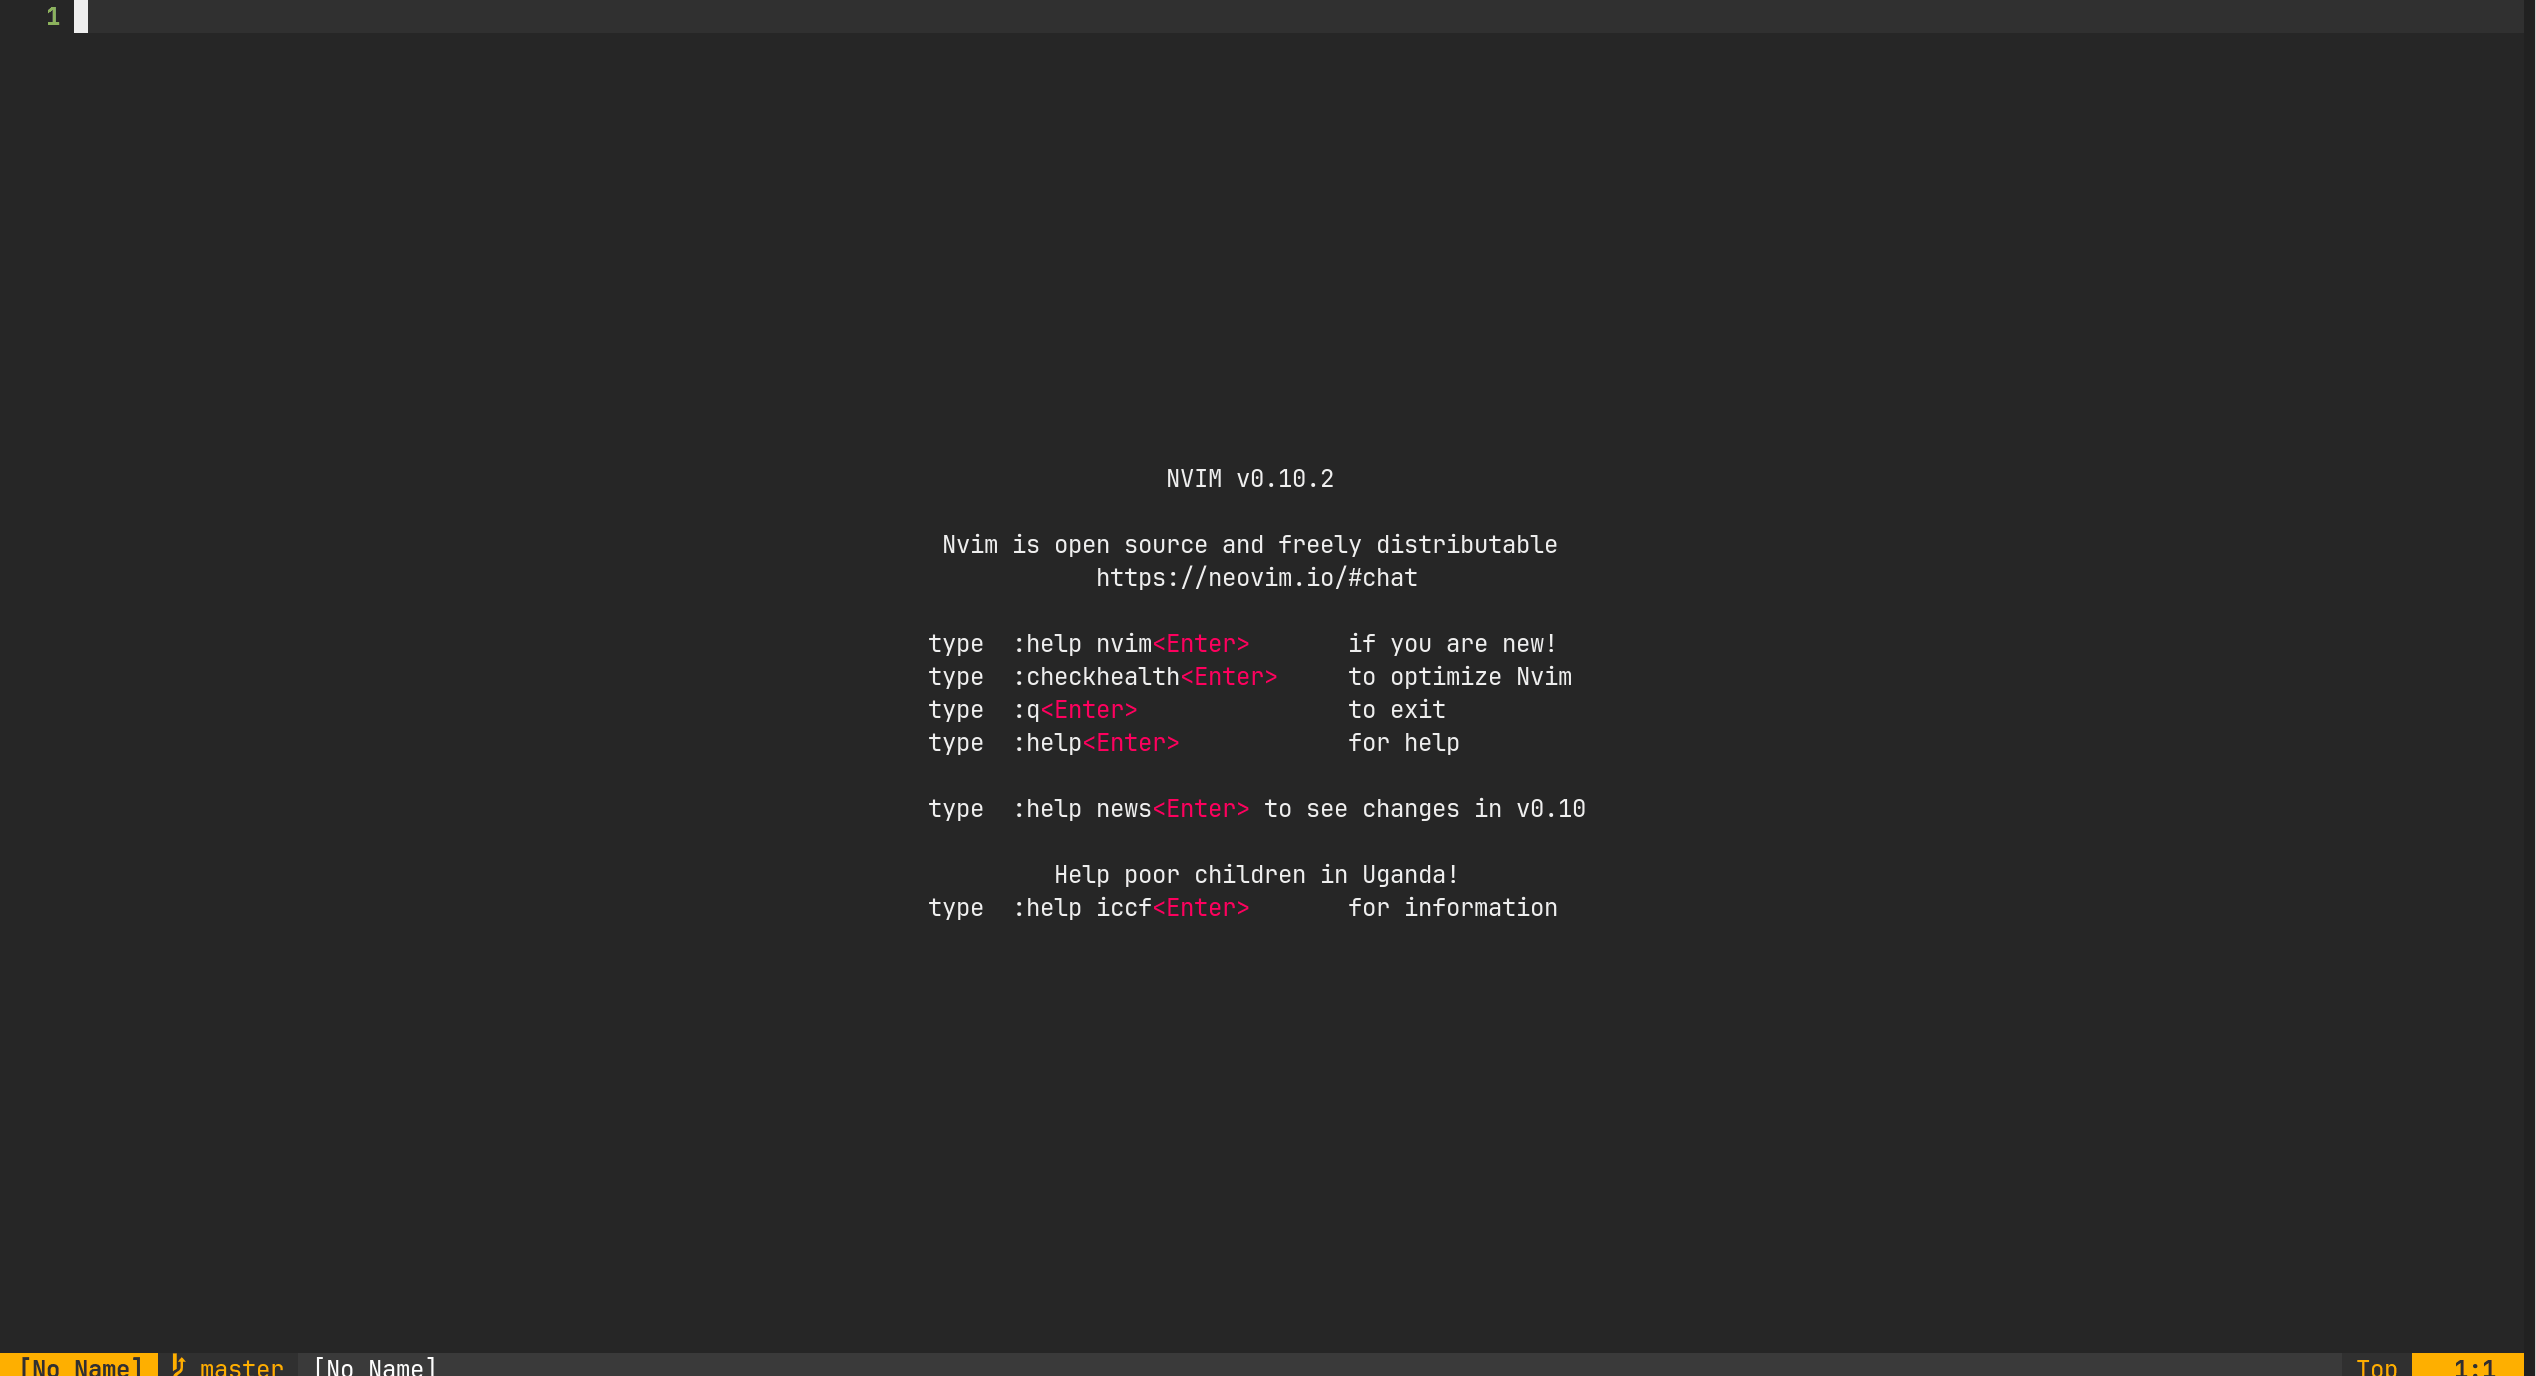 1
NVIM v0.10.2
Nvim is open source and freely distributable
https://neovim.io/#chat
type  :help nvim<Enter>       if you are new!
type  :checkhealth<Enter>     to optimize Nvim
type  :q<Enter>               to exit
type  :help<Enter>            for help
type  :help news<Enter> to see changes in v0.10
Help poor children in Uganda!
type  :help iccf<Enter>       for information
[No Name] master [No Name] Top 1:1